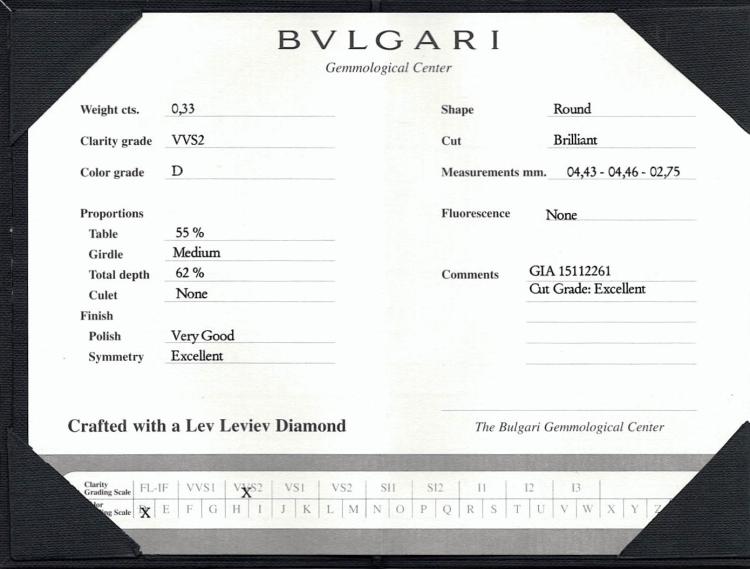 BVLGARI
Gemmological Center
Weight cts. 0,33
Clarity grade VVS2
Color grade D
Proportions
Table 55 %
Girdle Medium
Total depth 62 %
Culet None
Finish
Polish Very Good
Symmetry Excellent
Shape Round
Cut Brilliant
Measurements mm. 04,43 - 04,46 - 02,75
Fluorescence None
Comments GIA 15112261
Cut Grade: Excellent
Crafted with a Lev Leviev Diamond
The Bulgari Gemmological Center
Clarity
Grading Scale FL-IF VVS1 VVS2 VS1 VS2 SI1 SI2 I1 I2 I3
X
Grading Scale D E F G H I J K L M N O P Q R S T U V W X Y Z
X